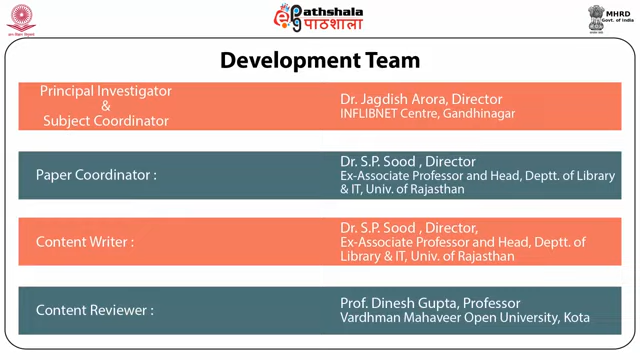 ePathshala
पाठशाला
MHRD
Govt. of India
Development Team
Principal Investigator
&
Subject Coordinator
Dr. Jagdish Arora, Director
INFLIBNET Centre, Gandhinagar
Paper Coordinator :
Dr. S.P. Sood , Director
Ex-Associate Professor and Head, Deptt. of Library
& IT, Univ. of Rajasthan
Content Writer :
Dr. S.P. Sood , Director,
Ex-Associate Professor and Head, Deptt. of
Library & IT, Univ. of Rajasthan
Content Reviewer :
Prof. Dinesh Gupta, Professor
Vardhman Mahaveer Open University, Kota